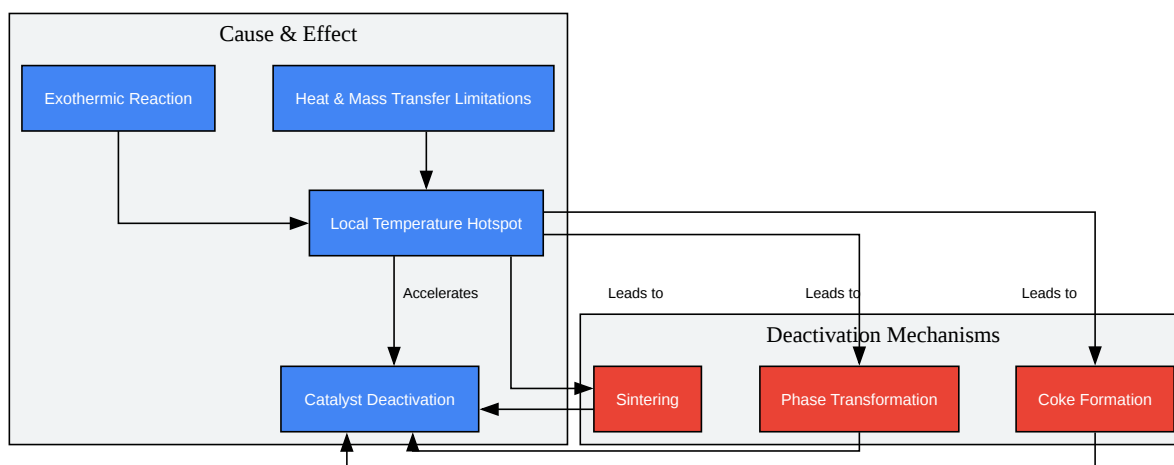 Cause & Effect
Exothermic Reaction
Heat & Mass Transfer Limitations
Local Temperature Hotspot
Accelerates
Leads to
Leads to
Leads to
Deactivation Mechanisms
Catalyst Deactivation
Sintering
Phase Transformation
Coke Formation